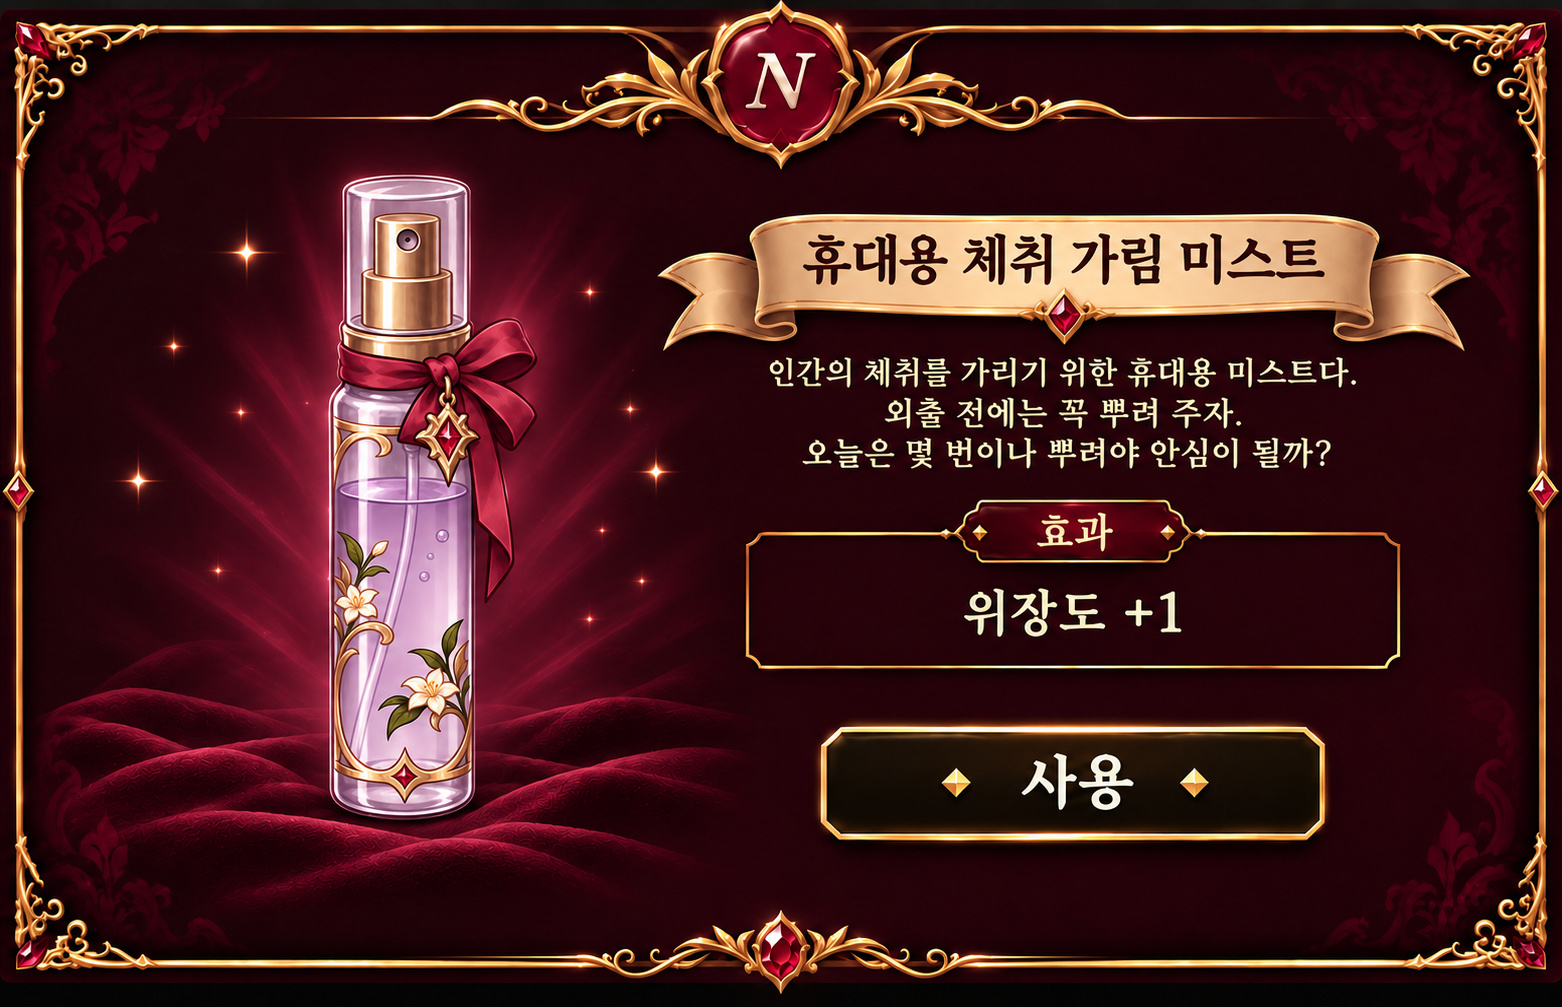 N
휴대용 체취 가림 미스트
인간의 체취를 가리기 위한 휴대용 미스트다.
외출 전에는 꼭 뿌려 주자.
오늘은 몇 번이나 뿌려야 안심이 될까?
효과
위장도 +1
사용